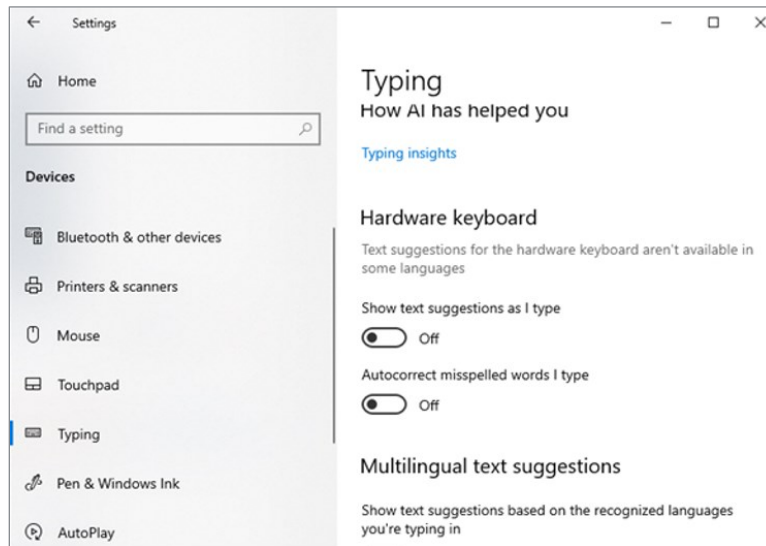 Settings
Home
Find a setting
Devices
Bluetooth & other devices
Printers & scanners
Mouse
Touchpad
Typing
Pen & Windows Ink
AutoPlay
Typing
How AI has helped you
Typing insights
Hardware keyboard
Text suggestions for the hardware keyboard aren't available in
some languages
Show text suggestions as I type
Off
Autocorrect misspelled words I type
Off
Multilingual text suggestions
Show text suggestions based on the recognized languages
you're typing in